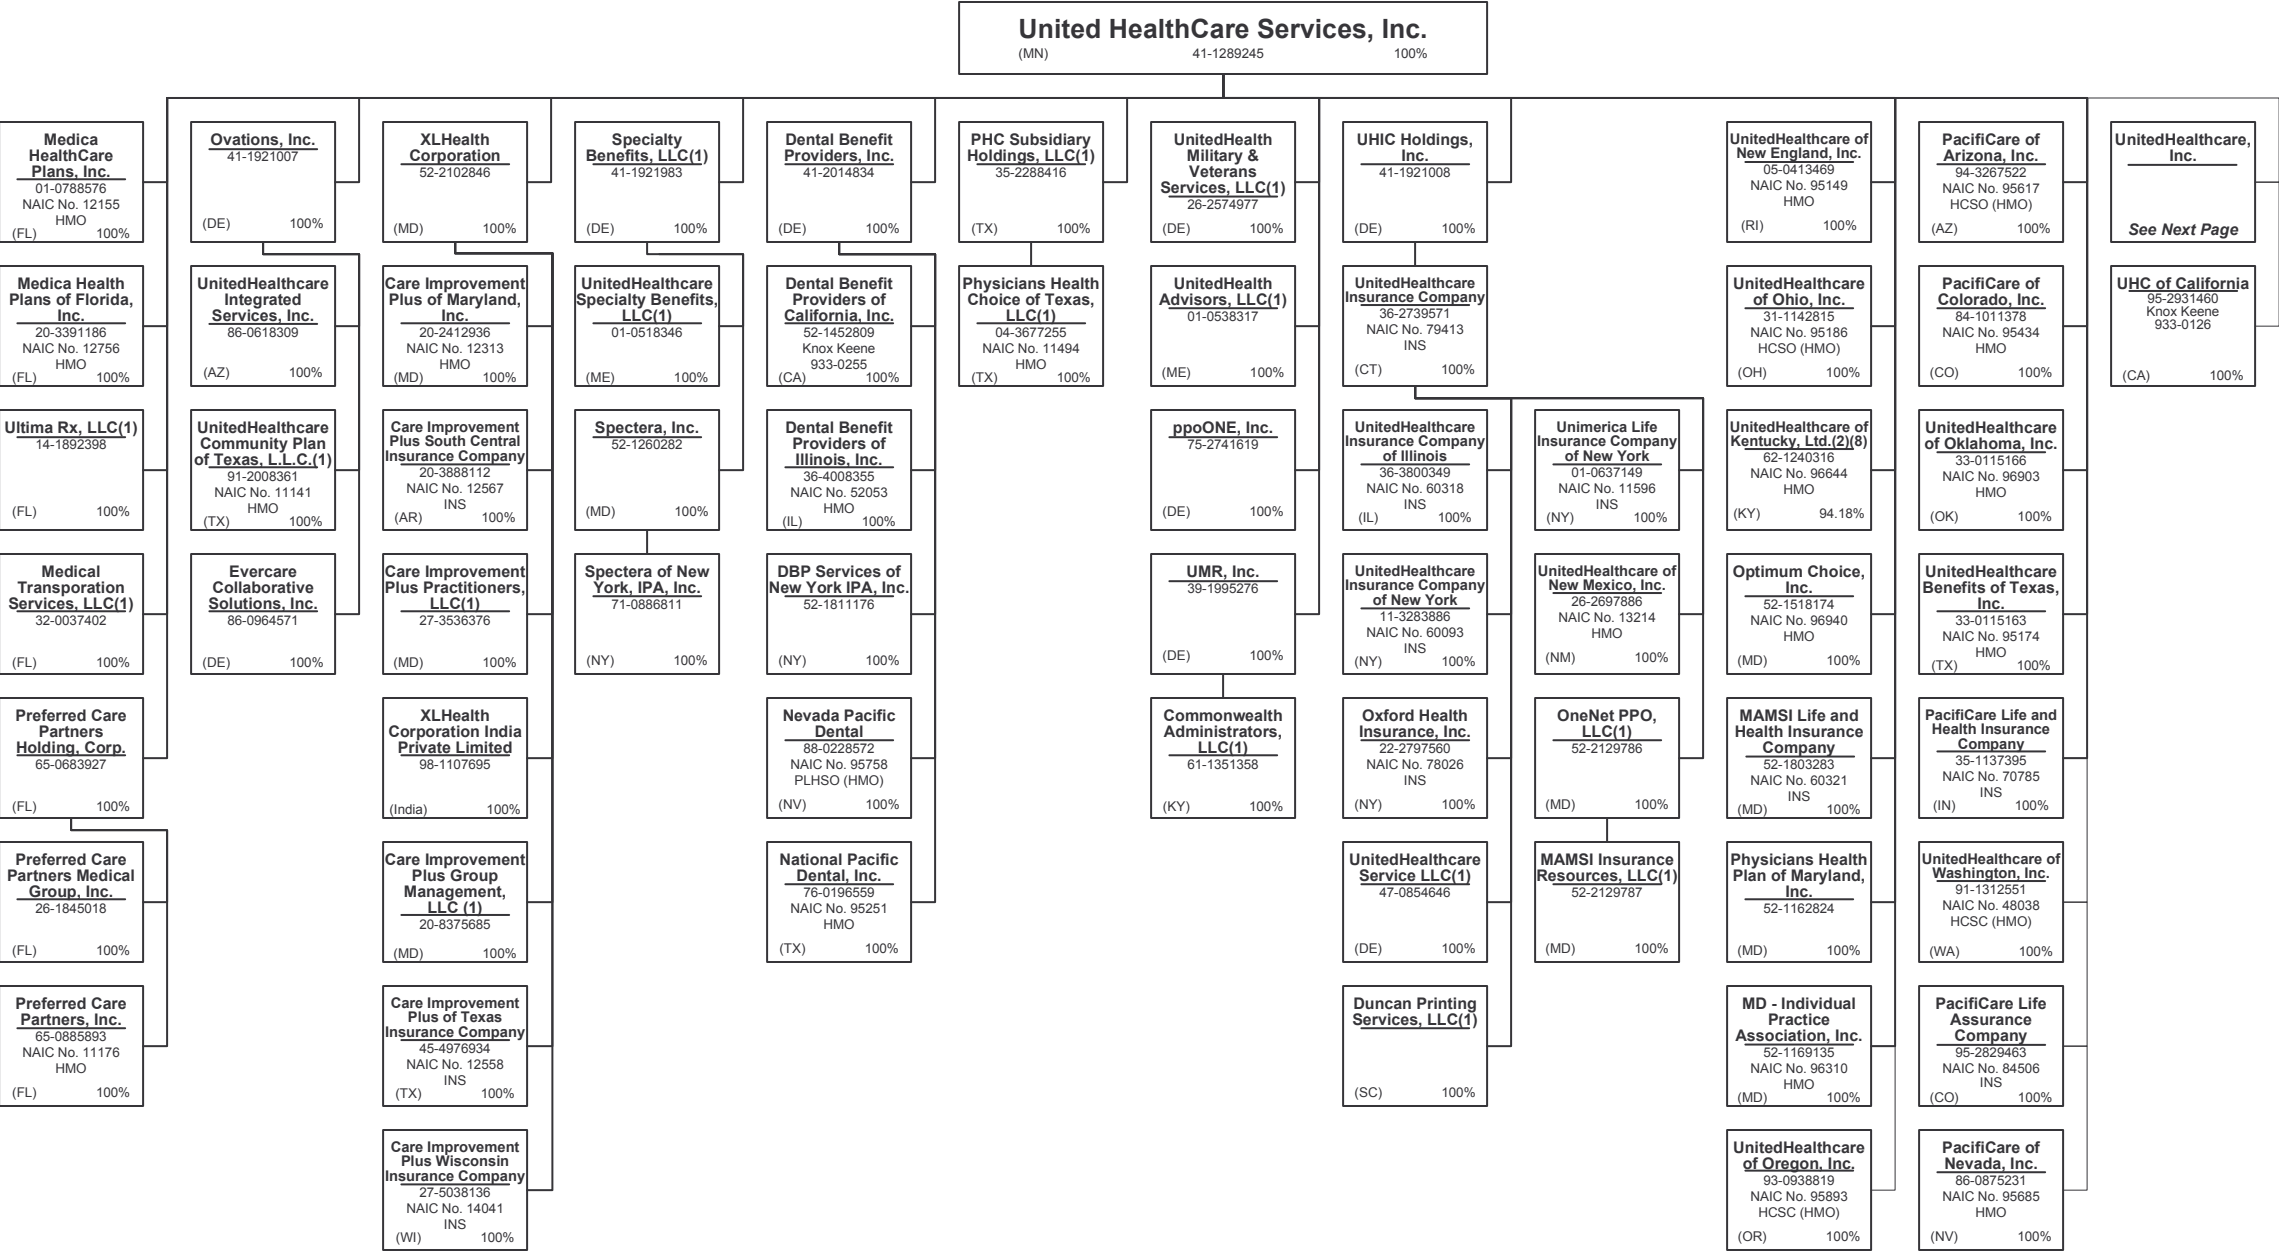 United HealthCare Services, Inc.
(MN) 41-1289245 100%
Medica
HealthCare
Plans, Inc.
01-0788576
NAIC No. 12155
HMO
(FL) 100%
Medica Health
Plans of Florida,
Inc.
20-3391186
NAIC No. 12756
HMO
(FL) 100%
Ultima Rx, LLC(1)
14-1892398
(FL) 100%
Medical
Transporation
Services, LLC(1)
32-0037402
(FL) 100%
Preferred Care
Partners
Holding, Corp.
65-0683927
(FL) 100%
Preferred Care
Partners Medical
Group, Inc.
26-1845018
(FL) 100%
Preferred Care
Partners, Inc.
65-0885893
NAIC No. 11176
HMO
(FL) 100%
Ovations, Inc.
41-1921007
(DE) 100%
UnitedHealthcare
Integrated
Services, Inc.
86-0618309
(AZ) 100%
UnitedHealthcare
Community Plan
of Texas, L.L.C.(1)
91-2008361
NAIC No. 11141
HMO
(TX) 100%
Evercare
Collaborative
Solutions, Inc.
86-0964571
(DE) 100%
XLHealth
Corporation
52-2102846
(MD) 100%
Care Improvement
Plus of Maryland,
Inc.
20-2412936
NAIC No. 12313
HMO
(MD) 100%
Care Improvement
Plus South Central
Insurance Company
20-3888112
NAIC No. 12567
INS
(AR) 100%
Care Improvement
Plus Practitioners,
LLC(1)
27-3536376
(MD) 100%
XLHealth
Corporation India
Private Limited
98-1107695
(India) 100%
Care Improvement
Plus Group
Management,
LLC (1)
20-8375685
(MD) 100%
Care Improvement
Plus of Texas
Insurance Company
45-4976934
NAIC No. 12558
INS
(TX) 100%
Care Improvement
Plus Wisconsin
Insurance Company
27-5038136
NAIC No. 14041
INS
(WI) 100%
Specialty
Benefits, LLC(1)
41-1921983
(DE) 100%
UnitedHealthcare
Specialty Benefits,
LLC(1)
01-0518346
(ME) 100%
Spectera, Inc.
52-1260282
(MD) 100%
Spectera of New
York, IPA, Inc.
71-0886811
(NY) 100%
Dental Benefit
Providers, Inc.
41-2014834
(DE) 100%
Dental Benefit
Providers of
California, Inc.
52-1452809
Knox Keene
933-0255
(CA) 100%
Dental Benefit
Providers of
Illinois, Inc.
36-4008355
NAIC No. 52053
HMO
(IL) 100%
DBP Services of
New York IPA, Inc.
52-1811176
(NY) 100%
Nevada Pacific
Dental
88-0228572
NAIC No. 95758
PLHSO (HMO)
(NV) 100%
National Pacific
Dental, Inc.
76-0196559
NAIC No. 95251
HMO
(TX) 100%
PHC Subsidiary
Holdings, LLC(1)
35-2288416
(TX) 100%
Physicians Health
Choice of Texas,
LLC(1)
04-3677255
NAIC No. 11494
HMO
(TX) 100%
UnitedHealth
Military &
Veterans
Services, LLC(1)
26-2574977
(DE) 100%
UnitedHealth
Advisors, LLC(1)
01-0538317
(ME) 100%
ppoONE, Inc.
75-2741619
(DE) 100%
UMR, Inc.
39-1995276
(DE) 100%
Commonwealth
Administrators,
LLC(1)
61-1351358
(KY) 100%
UHIC Holdings,
Inc.
41-1921008
(DE) 100%
UnitedHealthcare
Insurance Company
36-2739571
NAIC No. 79413
INS
(CT) 100%
UnitedHealthcare
Insurance Company
of Illinois
36-3800349
NAIC No. 60318
INS
(IL) 100%
UnitedHealthcare
Insurance Company
of New York
11-3283886
NAIC No. 60093
INS
(NY) 100%
Oxford Health
Insurance, Inc.
22-2797560
NAIC No. 78026
INS
(NY) 100%
UnitedHealthcare
Service LLC(1)
47-0854646
(DE) 100%
Duncan Printing
Services, LLC(1)
(SC) 100%
Unimerica Life
Insurance Company
of New York
01-0637149
NAIC No. 11596
INS
(NY) 100%
UnitedHealthcare of
New Mexico, Inc.
26-2697886
NAIC No. 13214
HMO
(NM) 100%
OneNet PPO,
LLC(1)
52-2129786
(MD) 100%
MAMSI Insurance
Resources, LLC(1)
52-2129787
(MD) 100%
UnitedHealthcare of
New England, Inc.
05-0413469
NAIC No. 95149
HMO
(RI) 100%
UnitedHealthcare
of Ohio, Inc.
31-1142815
NAIC No. 95186
HCSO (HMO)
(OH) 100%
UnitedHealthcare of
Kentucky, Ltd.(2)(8)
62-1240316
NAIC No. 96644
HMO
(KY) 94.18%
Optimum Choice,
Inc.
52-1518174
NAIC No. 96940
HMO
(MD) 100%
MAMSI Life and
Health Insurance
Company
52-1803283
NAIC No. 60321
INS
(MD) 100%
Physicians Health
Plan of Maryland,
Inc.
52-1162824
(MD) 100%
MD - Individual
Practice
Association, Inc.
52-1169135
NAIC No. 96310
HMO
(MD) 100%
UnitedHealthcare
of Oregon, Inc.
93-0938819
NAIC No. 95893
HCSC (HMO)
(OR) 100%
PacifiCare of
Arizona, Inc.
94-3267522
NAIC No. 95617
HCSO (HMO)
(AZ) 100%
PacifiCare of
Colorado, Inc.
84-1011378
NAIC No. 95434
HMO
(CO) 100%
UnitedHealthcare
of Oklahoma, Inc.
33-0115166
NAIC No. 96903
HMO
(OK) 100%
UnitedHealthcare
Benefits of Texas,
Inc.
33-0115163
NAIC No. 95174
HMO
(TX) 100%
PacifiCare Life and
Health Insurance
Company
35-1137395
NAIC No. 70785
INS
(IN) 100%
UnitedHealthcare of
Washington, Inc.
91-1312551
NAIC No. 48038
HCSC (HMO)
(WA) 100%
PacifiCare Life
Assurance
Company
95-2829463
NAIC No. 84506
INS
(CO) 100%
PacifiCare of
Nevada, Inc.
86-0875231
NAIC No. 95685
HMO
(NV) 100%
UnitedHealthcare,
Inc.
See Next Page
UHC of California
95-2931460
Knox Keene
933-0126
(CA) 100%